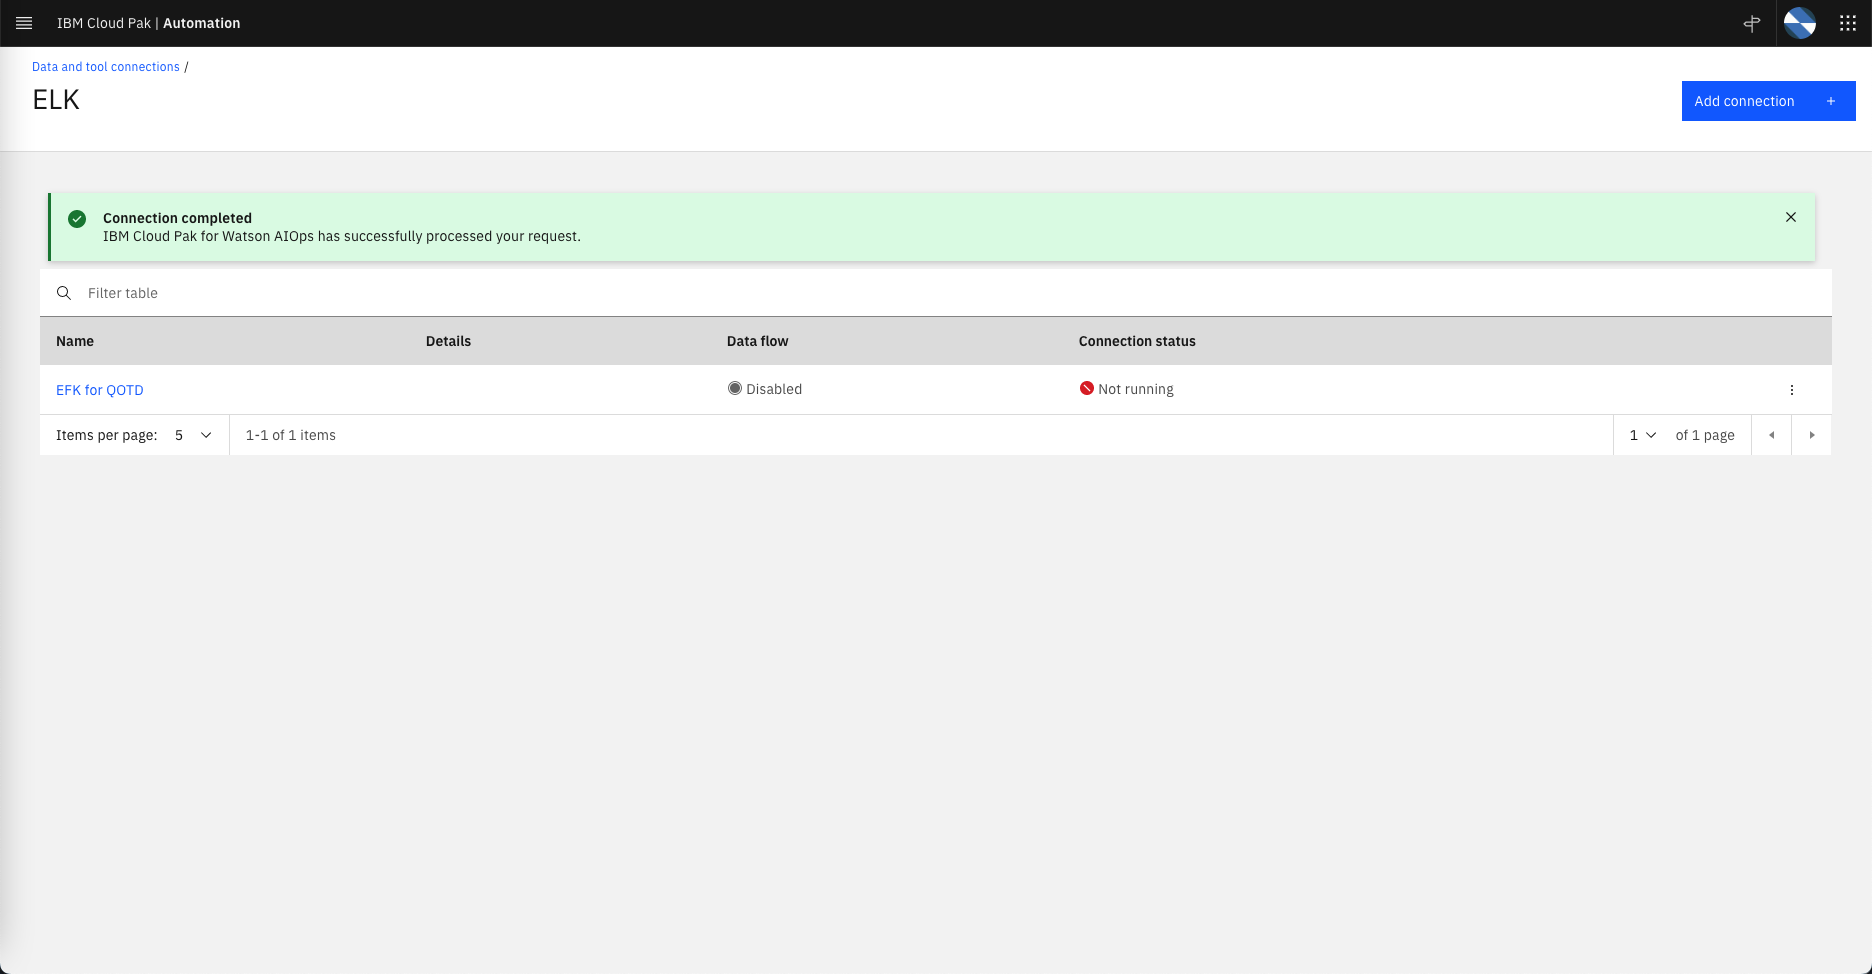 IBM Cloud Pak | Automation
Data and tool connections /
ELK
Add connection +
Connection completed
IBM Cloud Pak for Watson AIOps has successfully processed your request.
Filter table
Name Details Data flow Connection status
EFK for QOTD Disabled Not running
Items per page: 5 1-1 of 1 items 1 of 1 page